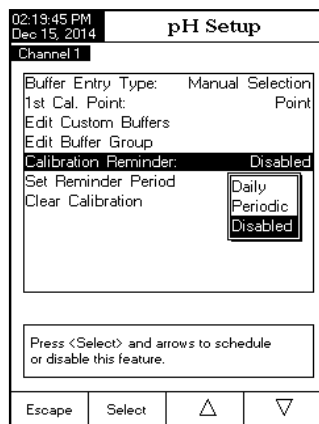 02:19:45 PM
Dec 15, 2014
pH Setup
Channel 1
Buffer Entry Type: Manual Selection
1st Cal. Point: Point
Edit Custom Buffers
Edit Buffer Group
Calibration Reminder: Disabled
Set Reminder Period
Daily
Clear Calibration
Periodic
Disabled
Press <Select> and arrows to schedule
or disable this feature.
Escape Select